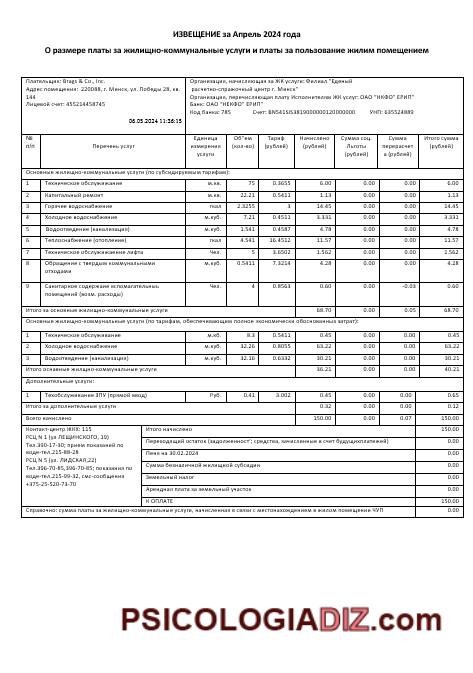 ИЗВЕЩЕНИЕ за Апрель 2024 года
О размере платы за жилищно-коммунальные услуги и платы за пользование жилим помещением
Плательщик: Brags & Co., Inc.
Адрес помещения: 220088, г. Минск, ул. Победы 28, кв. 144
Лицевой счет: 455214458745
06.05.2024 11:36:15
Организации, начисляющая за ЖК услуги: Филиал "Единый
расчетно-справочный центр г. Минск"
Организация, перечисляющая плату Исполнителям ЖК услуг: ОАО "НКФО" ЕРИП"
Банк: ОАО "НЕКФО" ЕРИП"
Код банка: 785 Счет: BN541SI53819000000120000000 УНП: 635524889
№ п/п Перечень услуг Единица измерения услуги Об"ем (кол-во) Тариф (рублей) Начислено (рублей) Сумма соц. Льготы (рублей) Сумма перерасчета (рублей) Итого сумма (рублей)
Основные жилищно-коммунальные услуги (по субсидируемым тарифам):
1 Техническое обслуживание м.кв. 75 0.3655 6.00 0.00 0.00 6.00
2 Капитальный ремонт м.кв. 22.21 0.5411 1.13 0.00 0.00 1.13
3 Горячее водоснабжение гкал 2.3255 1 14.45 0.00 0.00 14.45
4 Холодное водоснабжение м.куб. 7.21 0.4511 3.331 0.00 0.00 3.331
5 Водоотведение (канализация) м.куб. 1.541 0.4587 4.78 0.00 0.00 4.78
6 Теплоснабжение (отопление) гкал 4.541 16.4512 11.57 0.00 0.00 11.57
7 Техническое обслуживание лифта Чел. 5 3.6502 1.562 0.00 0.00 1.562
8 Обращение с твердым коммунальными отходами 0.5411 7.3214 4.28 0.00 0.00 4.28
9 Санитарное содержание вспомагательных помещений (возм. расходы) Чел. 4 0.8563 0.60 0.00 -0.03 0.60
Итого за основные жилищно-коммунальные услуги 68.70 0.00 0.05 68.70
Основные жилищно-коммунальные услуги (по тарифам, обеспечивающем полное экономически обоснованных затрат):
1 Техническое обслуживание м.кб. 8.3 0.5411 0.45 0.00 0.00 0.45
2 Холодное водоснабжение м.куб. 32.26 0.8055 63.22 0.00 0.00 63.22
3 Водоотведение (канализация) м.куб. 32.16 0.6332 30.21 0.00 0.00 30.21
Итого основные жилищно-коммунальные услуги 36.21 0.00 0.00 40.21
Дополнительные услуги:
1 Техобслуживание ЗПУ (прямой ввод) Руб. 0.41 3.002 0.45 0.00 0.00 0.65
Итого за дополнительные услуги 0.32 0.00 0.00 0.12
Всего начислено 150.00 0.00 0.07 150.00
Контакт-центр ЖКХ: 115
РСЦ N 1 (ул ЛЕЩИНСКОГО, 19)
Тел.390-17-30; прием показаний по воде-тел.215-88-28
РСЦ N 5 (ул. ЛИДСКАЯ,22)
Тел.396-70-85,396-70-85; показания по воде-тел.215-99-32, смс-сообщения
+375-25-520-73-70
Итого начислено 150.00
Переходящий остаток (задолженност'; средства, зачисленные в счет будущихплатежей) 0.00
Пеня на 30.02.2024 0.00
Сумма безналичной жилищной субсидии 0.00
Земельный налог 0.00
Арендная плата за земельный участок 0.00
К ОПЛАТЕ 150.00
Справочно: сумма платы за жилищно-коммунальные услуги, начисленная в связи с местонахождением в жилом помещении ЧУП 0.00
PSICOLOGIADIZ.com